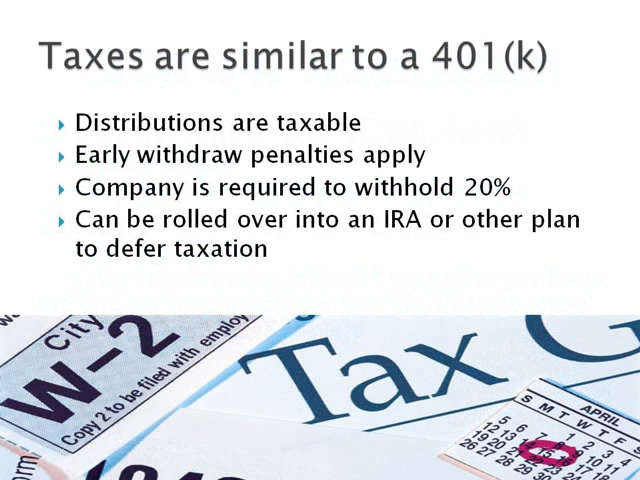 Taxes are similar to a 401(k)
Distributions are taxable
Early withdraw penalties apply
Company is required to withhold 20%
Can be rolled over into an IRA or other plan
to defer taxation
City
W-2
Copy 2 to be filed with employ
Tax G
APRIL
S M T W T F S